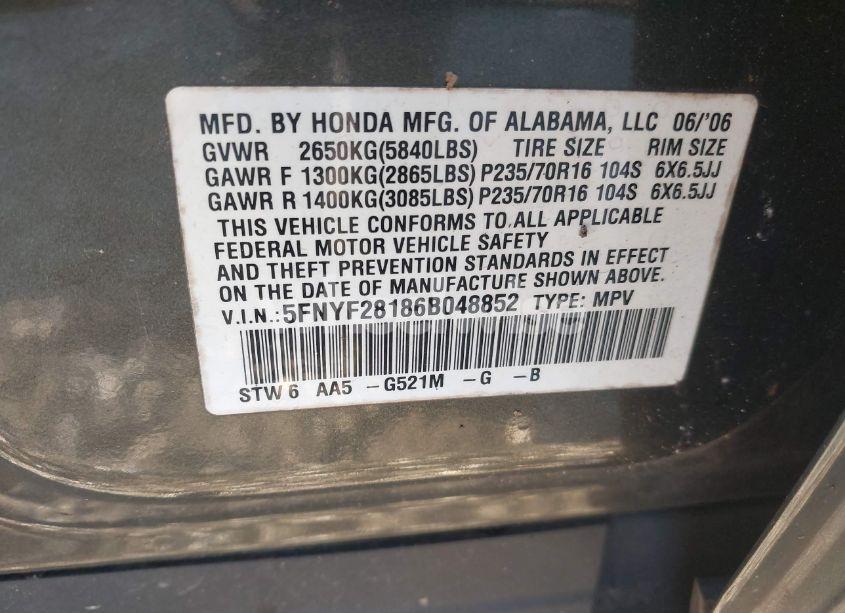 MFD. BY HONDA MFG. OF ALABAMA, LLC 06/'06
GVWR 2650KG(5840LBS) TIRE SIZE RIM SIZE
GAWR F 1300KG(2865LBS) P235/70R16 104S 6X6.5JJ
GAWR R 1400KG(3085LBS) P235/70R16 104S 6X6.5JJ
THIS VEHICLE CONFORMS TO ALL APPLICABLE
FEDERAL MOTOR VEHICLE SAFETY
AND THEFT PREVENTION STANDARDS IN EFFECT
ON THE DATE OF MANUFACTURE SHOWN ABOVE.
V.I.N.:5FNYF28186B048852 TYPE: MPV
STW 6 AA5 -G521M -G -B